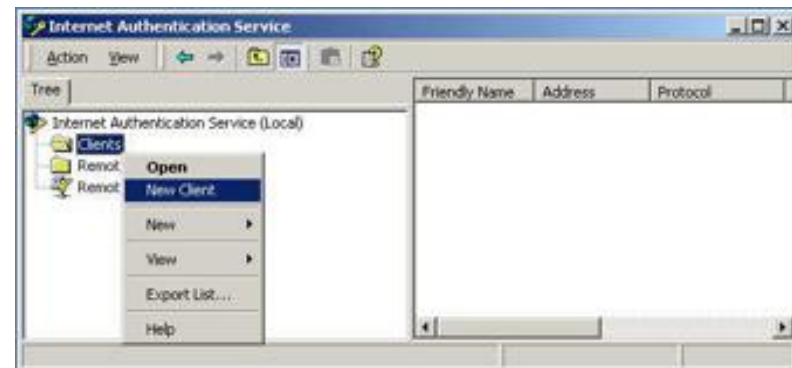 Internet Authentication Service
Action View
Tree
Friendly Name Address Protocol
Internet Authentication Service (Local)
Clients
Remot
Remot
Open
New Client
New
View
Export List...
Help